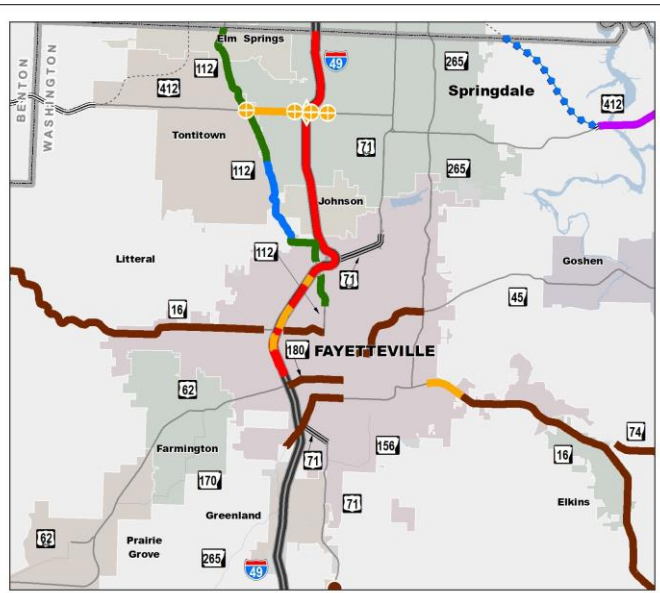 Elm Springs
112
49
265
Springdale
412
412
BENTON
WASHINGTON
Tontitown
71
112
265
Johnson
Litteral
112
71
Goshen
16
45
180
FAYETTEVILLE
62
74
Farmington
156
16
71
170
Elkins
71
Greenland
62
Prairie
Grove
265
49